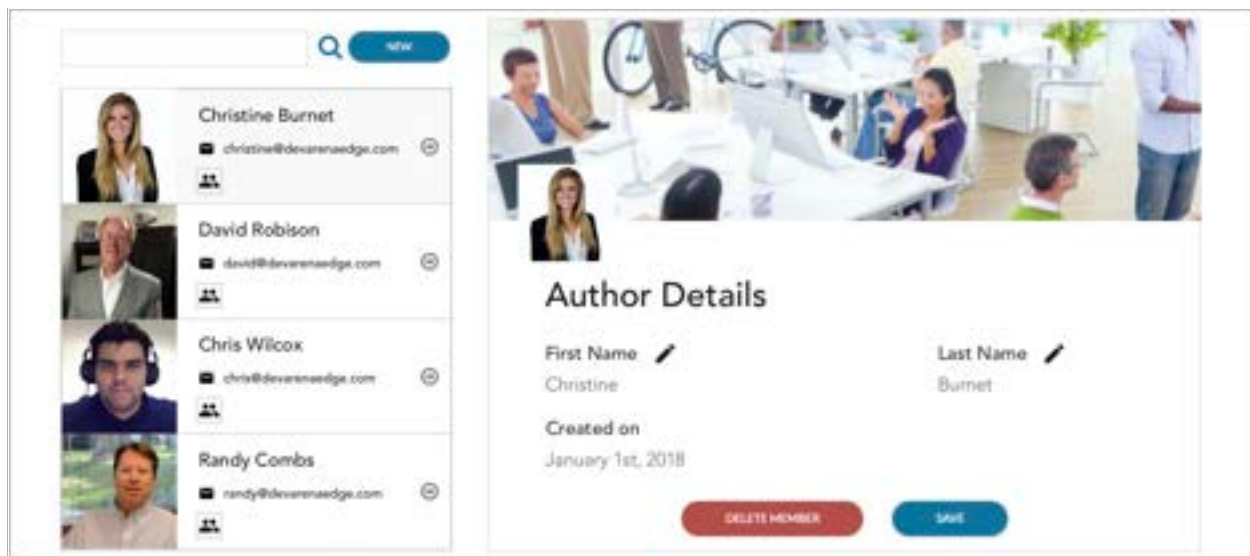 NEW
Christine Burnet
christine@devarenaedge.com
David Robison
david@devarenaedge.com
Chris Wilcox
chris@devarenaedge.com
Randy Combs
randy@devarenaedge.com
Author Details
First Name
Last Name
Christine
Burnet
Created on
January 1st, 2018
DELETE MEMBER
SAVE